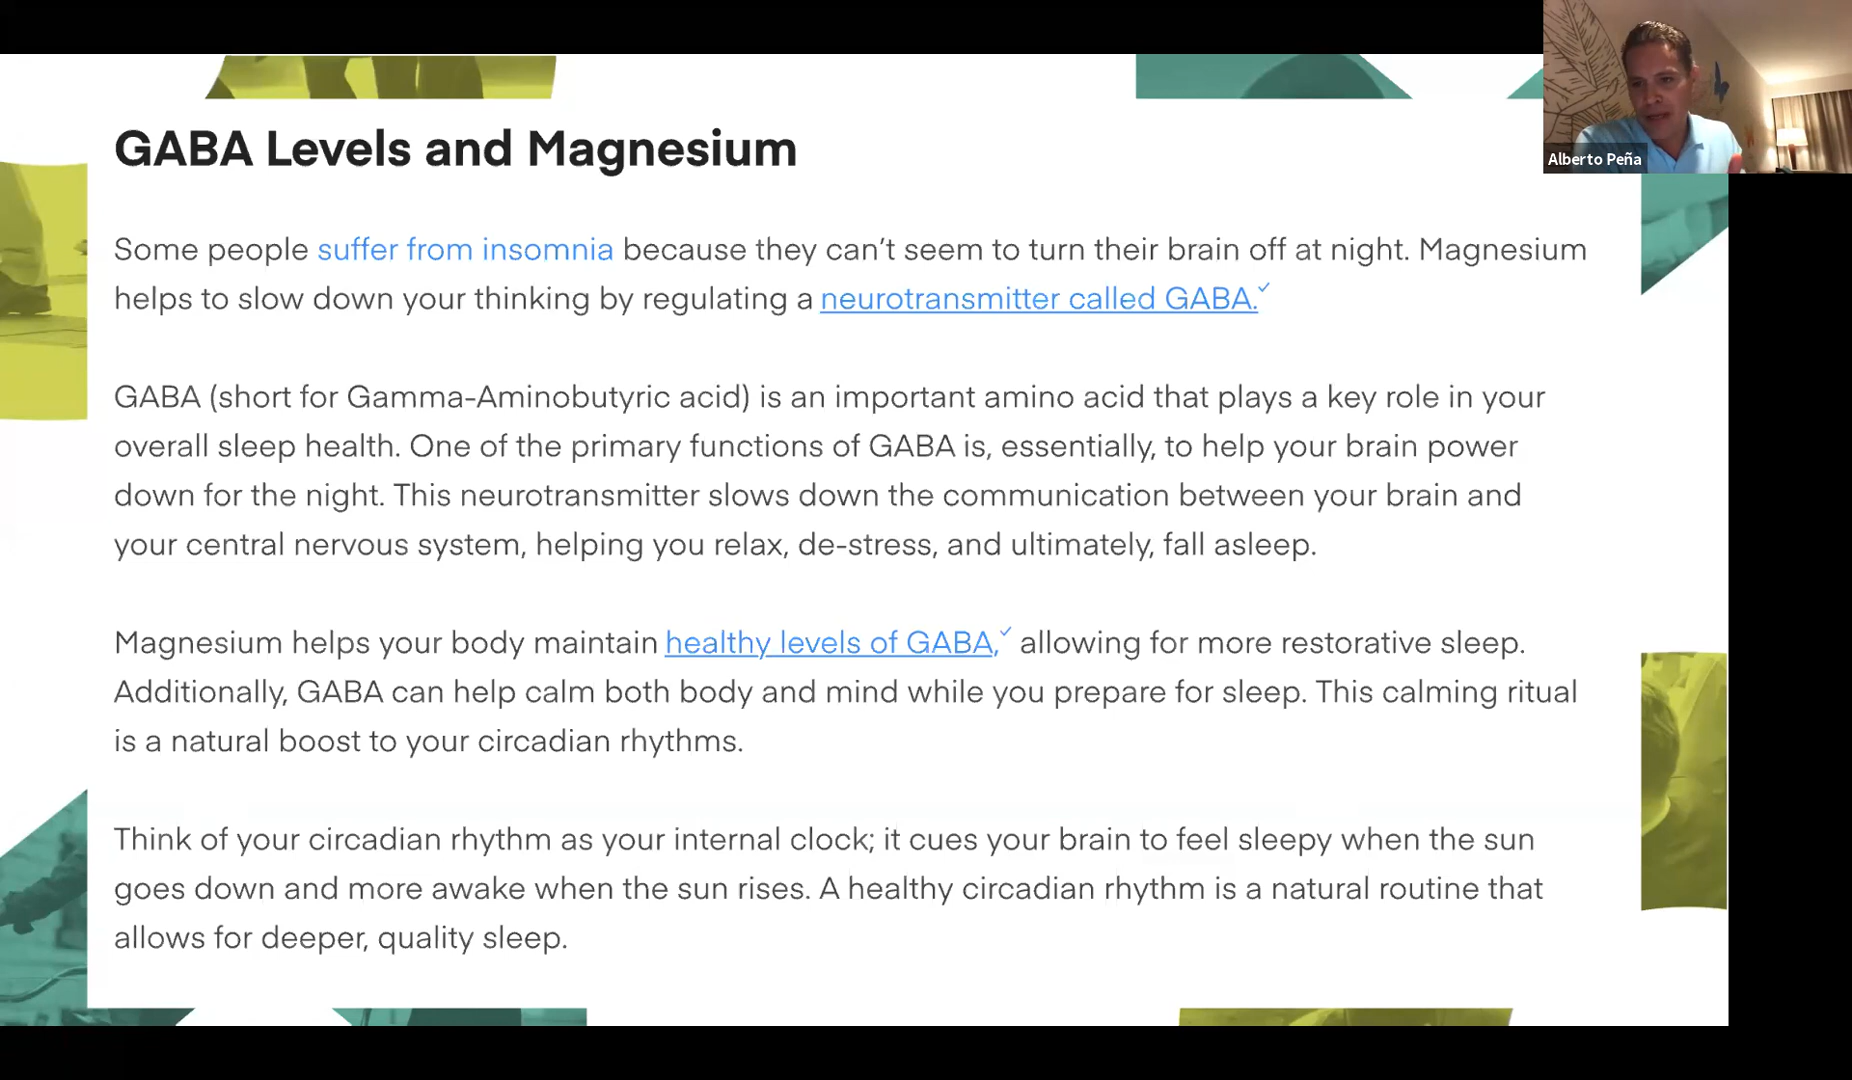 GABA Levels and Magnesium
Some people suffer from insomnia because they can’t seem to turn their brain off at night. Magnesium
helps to slow down your thinking by regulating a neurotransmitter called GABA.
GABA (short for Gamma-Aminobutyric acid) is an important amino acid that plays a key role in your
overall sleep health. One of the primary functions of GABA is, essentially, to help your brain power
down for the night. This neurotransmitter slows down the communication between your brain and
your central nervous system, helping you relax, de-stress, and ultimately, fall asleep.
Magnesium helps your body maintain healthy levels of GABA, allowing for more restorative sleep.
Additionally, GABA can help calm both body and mind while you prepare for sleep. This calming ritual
is a natural boost to your circadian rhythms.
Think of your circadian rhythm as your internal clock; it cues your brain to feel sleepy when the sun
goes down and more awake when the sun rises. A healthy circadian rhythm is a natural routine that
allows for deeper, quality sleep.
Alberto Peña